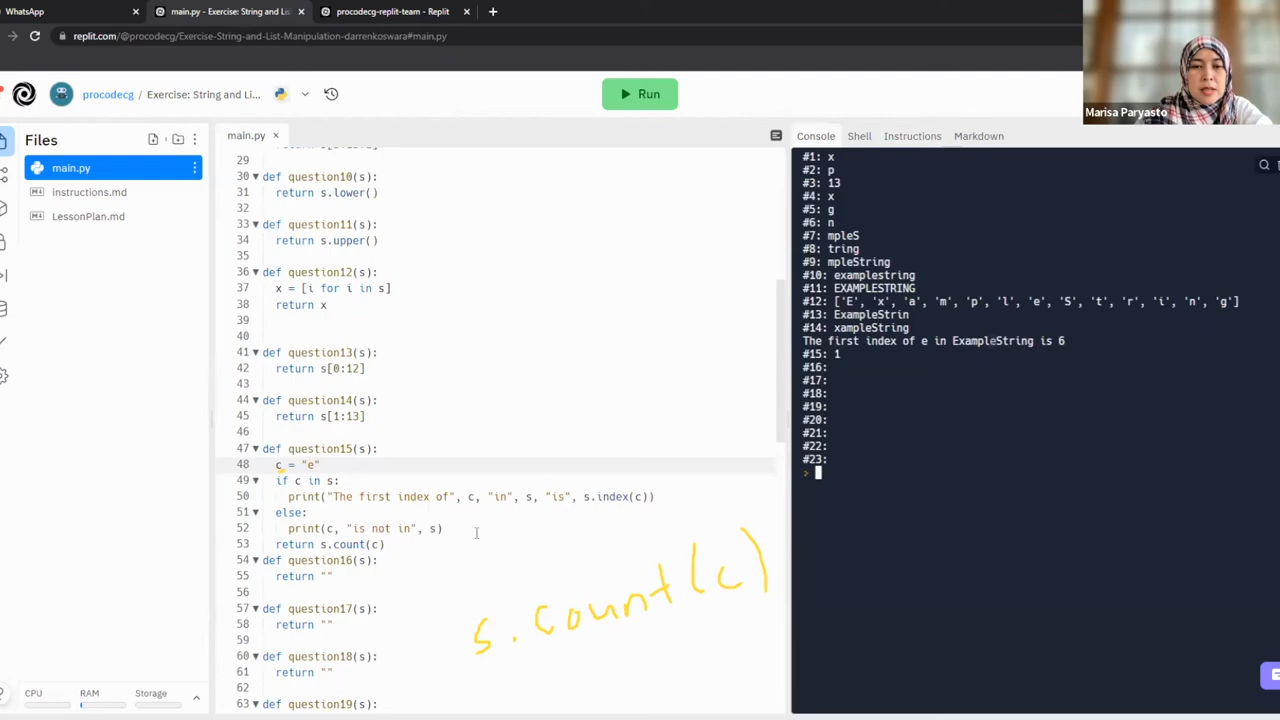 WhatsApp
main.py - Exercise: String and Lis
procodecg-replit-team - Replit
replit.com/@procodecg/Exercise-String-and-List-Manipulation-darrenkoswara#main.py
Marisa Paryasto
procodecg / Exercise: String and Lis...
Run
Files
main.py
instructions.md
LessonPlan.md
CPU RAM Storage
main.py
29
30 def question10(s):
31 return s.lower()
32
33 def question11(s):
34 return s.upper()
35
36 def question12(s):
37 x = [i for i in s]
38 return x
39
40
41 def question13(s):
42 return s[0:12]
43
44 def question14(s):
45 return s[1:13]
46
47 def question15(s):
48 c = "e"
49 if c in s:
50 print("The first index of", c, "in", s, "is", s.index(c))
51 else:
52 print(c, "is not in", s)
53 return s.count(c)
54 def question16(s):
55 return ""
56
57 def question17(s):
58 return ""
59
60 def question18(s):
61 return ""
62
63 def question19(s):
s.count(c)
Console Shell Instructions Markdown
#1: x
#2: p
#3: 13
#4: x
#5: g
#6: n
#7: mpleS
#8: tring
#9: mpleString
#10: examplestring
#11: EXAMPLESTRING
#12: ['E', 'x', 'a', 'm', 'p', 'l', 'e', 'S', 't', 'r', 'i', 'n', 'g']
#13: ExampleStrin
#14: xampleString
The first index of e in ExampleString is 6
#15: 1
#16:
#17:
#18:
#19:
#20:
#21:
#22:
#23:
>